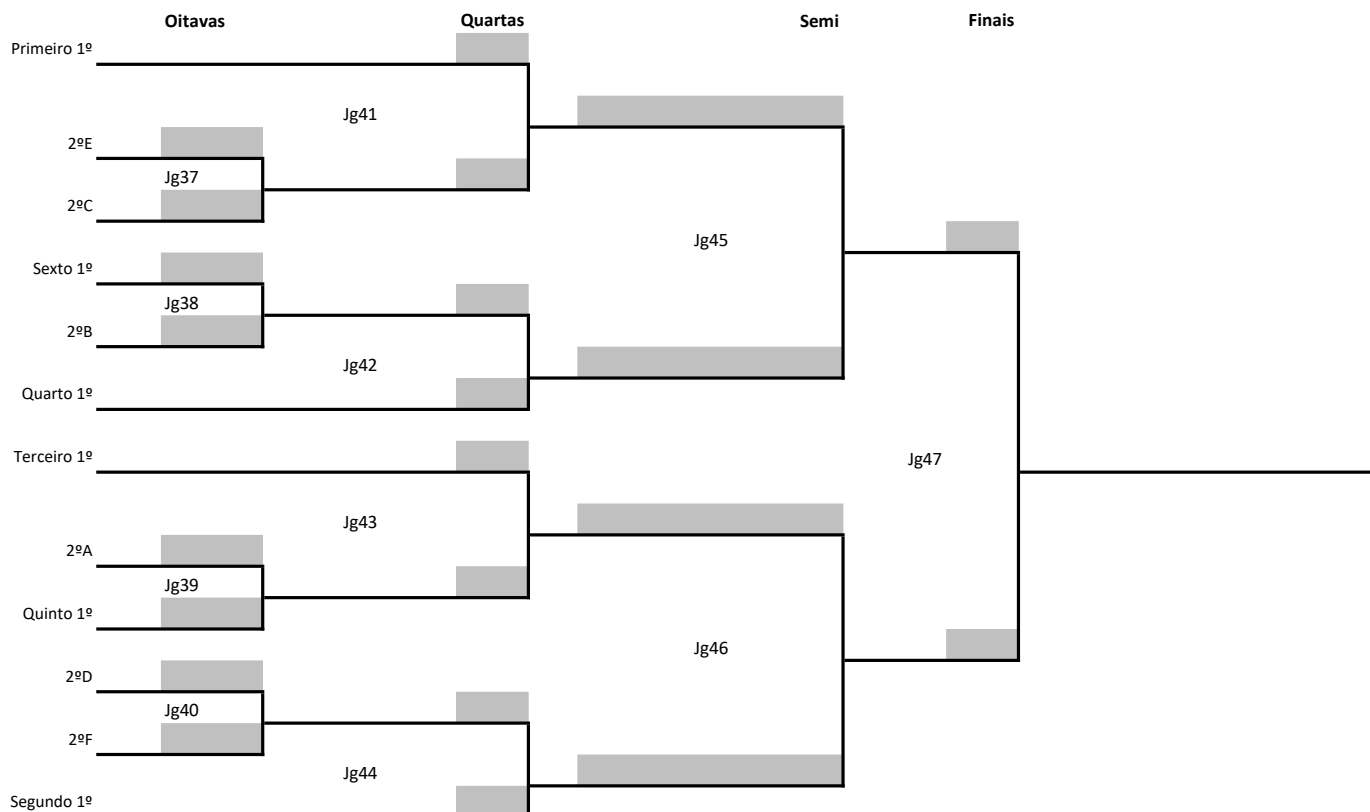 Oitavas Quartas Semi Finais
Primeiro 1º
Jg41
2ºE
Jg37
2ºC
Jg45
Sexto 1º
Jg38
2ºB
Jg42
Quarto 1º
Terceiro 1º
Jg47
Jg43
2ºA
Jg39
Quinto 1º
Jg46
2ºD
Jg40
2ºF
Jg44
Segundo 1º